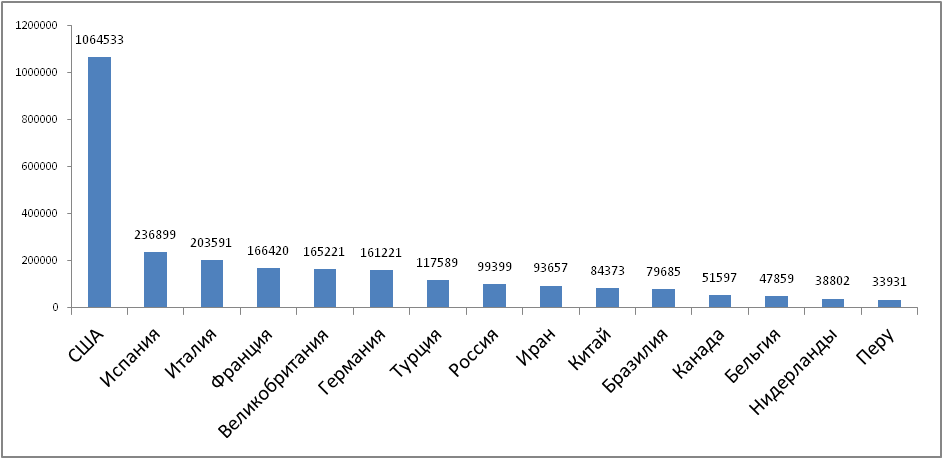 1200000
1000000
800000
600000
400000
200000
0
1064533
236899
203591
166420
165221
161221
117589
99399
93657
84373
79685
51597
47859
38802
33931
США
Испания
Италия
Франция
Великобритания
Германия
Турция
Россия
Иран
Китай
Бразилия
Канада
Бельгия
Нидерланды
Перу